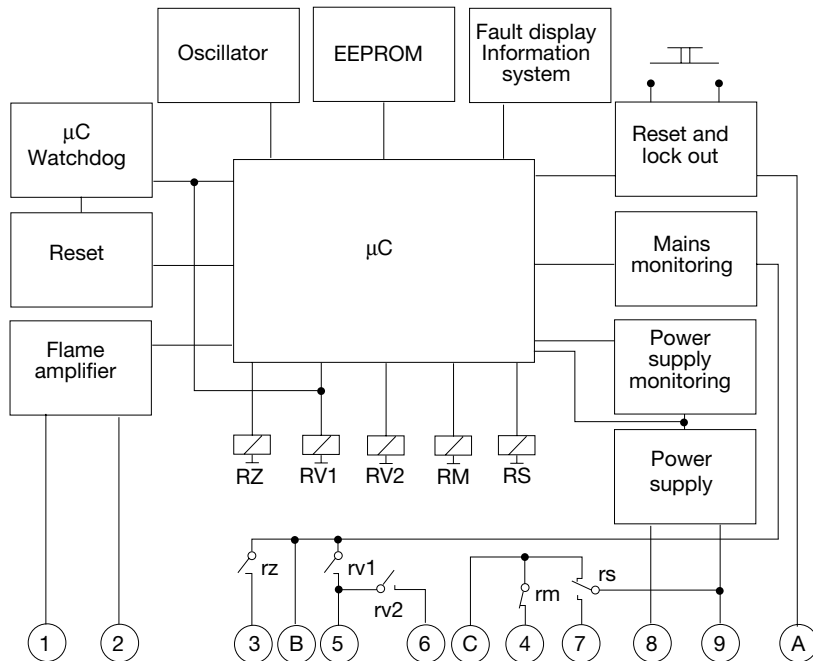 Oscillator
EEPROM
Fault display
Information
system
µC
Watchdog
Reset and
lock out
Reset
µC
Mains
monitoring
Flame
amplifier
Power
supply
monitoring
RZ
RV1
RV2
RM
RS
Power
supply
rz
rv1
rv2
rm
rs
1
2
3
B
5
6
C
4
7
8
9
A